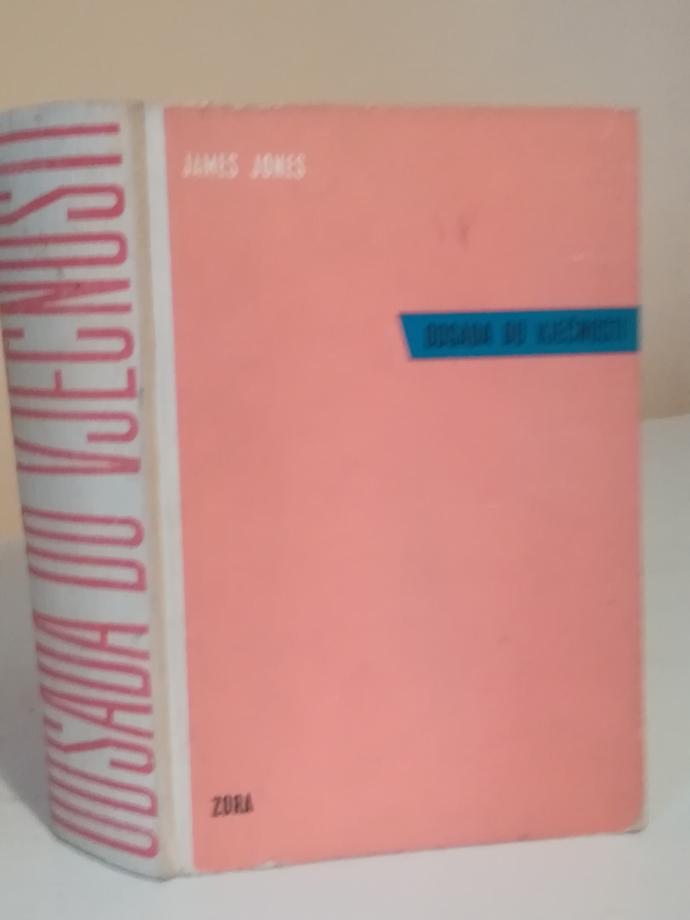 ODSADA DO VJEČNOSTI
JAMES JONES
ODSADA DO VJEČNOSTI
ZORA